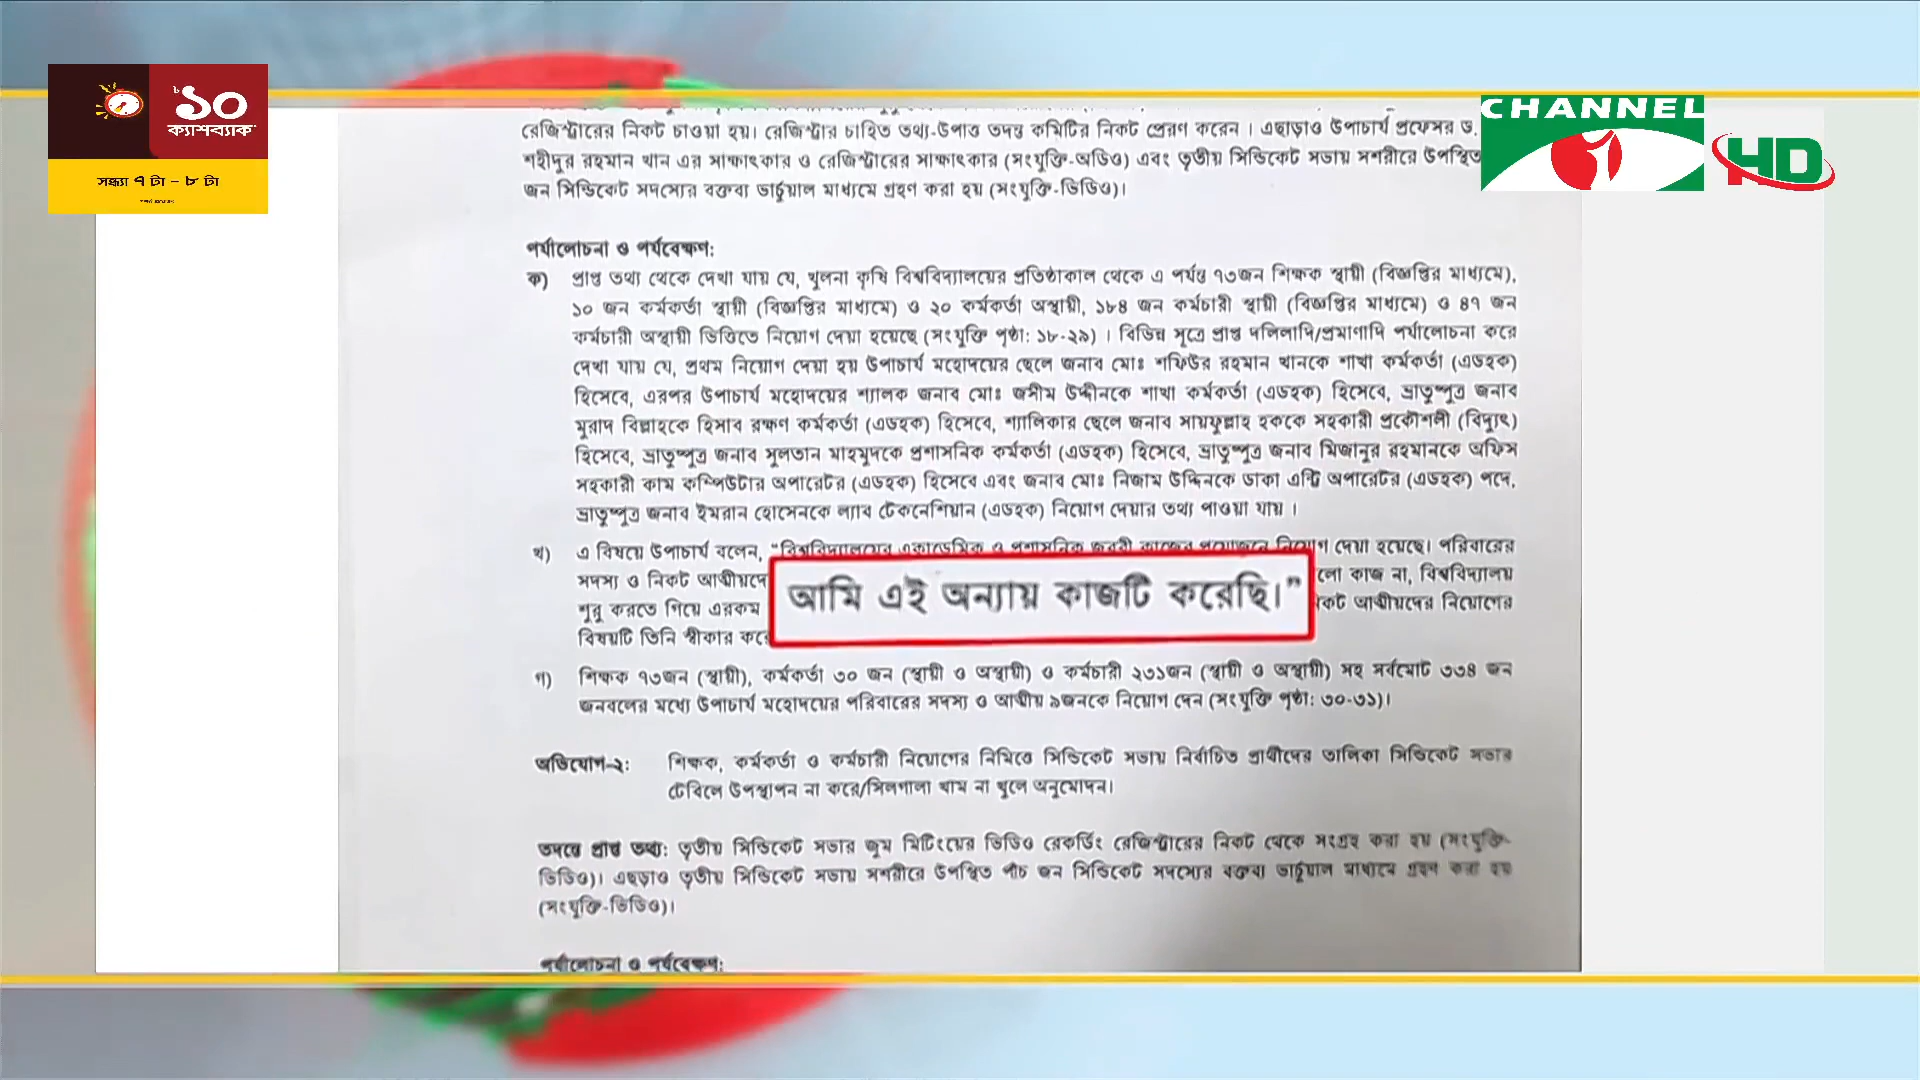 ৳১০
ক্যাশব্যাক
সন্ধ্যা ৭ টা – ৮ টা
CHANNEL
i
HD
রেজিস্ট্রারের নিকট চাওয়া হয়। রেজিস্ট্রার চাহিত তথ্য-উপাত্ত তদন্ত কমিটির নিকট প্রেরণ করেন । এছাড়াও উপাচার্য প্রফেসর ড.
শহীদুর রহমান খান এর সাক্ষাৎকার ও রেজিস্ট্রারের সাক্ষাৎকার (সংযুক্তি-অডিও) এবং তৃতীয় সিন্ডিকেট সভায় সশরীরে উপস্থিত
জন সিন্ডিকেট সদস্যের বক্তব্য ভার্চুয়াল মাধ্যমে গ্রহণ করা হয় (সংযুক্তি-ভিডিও)।
পর্যালোচনা ও পর্যবেক্ষণ:
ক) প্রাপ্ত তথ্য থেকে দেখা যায় যে, খুলনা কৃষি বিশ্ববিদ্যালয়ের প্রতিষ্ঠাকাল থেকে এ পর্যন্ত ৭৩জন শিক্ষক স্থায়ী (বিজ্ঞপ্তির মাধ্যমে),
১০ জন কর্মকর্তা স্থায়ী (বিজ্ঞপ্তির মাধ্যমে) ও ২০ কর্মকর্তা অস্থায়ী, ১৮৪ জন কর্মচারী স্থায়ী (বিজ্ঞপ্তির মাধ্যমে) ও ৪৭ জন
কর্মচারী অস্থায়ী ভিত্তিতে নিয়োগ দেয়া হয়েছে (সংযুক্তি পৃষ্ঠা: ১৮-২৯) । বিভিন্ন সূত্রে প্রাপ্ত দলিলাদি/প্রমাণাদি পর্যালোচনা করে
দেখা যায় যে, প্রথম নিয়োগ দেয়া হয় উপাচার্য মহোদয়ের ছেলে জনাব মোঃ শফিউর রহমান খানকে শাখা কর্মকর্তা (এডহক)
হিসেবে, এরপর উপাচার্য মহোদয়ের শ্যালক জনাব মোঃ জসীম উদ্দীনকে শাখা কর্মকর্তা (এডহক) হিসেবে, ভ্রাতুষ্পুত্র জনাব
মুরাদ বিল্লাহকে হিসাব রক্ষণ কর্মকর্তা (এডহক) হিসেবে, শ্যালিকার ছেলে জনাব সায়ফুল্লাহ হককে সহকারী প্রকৌশলী (বিদ্যুৎ)
হিসেবে, ভ্রাতুষ্পুত্র জনাব সুলতান মাহমুদকে প্রশাসনিক কর্মকর্তা (এডহক) হিসেবে, ভ্রাতুষ্পুত্র জনাব মিজানুর রহমানকে অফিস
সহকারী কাম কম্পিউটার অপারেটর (এডহক) হিসেবে এবং জনাব মোঃ নিজাম উদ্দিনকে ডাকা এন্ট্রি অপারেটর (এডহক) পদে,
ভ্রাতুষ্পুত্র জনাব ইমরান হোসেনকে ল্যাব টেকনেশিয়ান (এডহক) নিয়োগ দেয়ার তথ্য পাওয়া যায় ।
খ) এ বিষয়ে উপাচার্য বলেন, “বিশ্ববিদ্যালয়ের একাডেমিক ও প্রশাসনিক জরুরী কাজের প্রয়োজনে নিয়োগ দেয়া হয়েছে। পরিবারের
সদস্য ও নিকট আত্মীয়দে লো কাজ না, বিশ্ববিদ্যালয়
শুরু করতে গিয়ে এরকম আমি এই অন্যায় কাজটি করেছি।” নিকট আত্মীয়দের নিয়োগের
বিষয়টি তিনি স্বীকার করে
গ) শিক্ষক ৭৩জন (স্থায়ী), কর্মকর্তা ৩০ জন (স্থায়ী ও অস্থায়ী) ও কর্মচারী ২৩১জন (স্থায়ী ও অস্থায়ী) সহ সর্বমোট ৩৩৪ জন
জনবলের মধ্যে উপাচার্য মহোদয়ের পরিবারের সদস্য ও আত্মীয় ৯জনকে নিয়োগ দেন (সংযুক্তি পৃষ্ঠা: ৩০-৩১)।
অভিযোগ-২: শিক্ষক, কর্মকর্তা ও কর্মচারী নিয়োগের নিমিত্তে সিন্ডিকেট সভায় নির্বাচিত প্রার্থীদের তালিকা সিন্ডিকেট সভার
টেবিলে উপস্থাপন না করে/সিলগালা খাম না খুলে অনুমোদন।
তদন্তে প্রাপ্ত তথ্য: তৃতীয় সিন্ডিকেট সভার জুম মিটিংয়ের ভিডিও রেকর্ডিং রেজিস্ট্রারের নিকট থেকে সংগ্রহ করা হয় (সংযুক্তি-
ভিডিও)। এছাড়াও তৃতীয় সিন্ডিকেট সভায় সশরীরে উপস্থিত পাঁচ জন সিন্ডিকেট সদস্যের বক্তব্য ভার্চুয়াল মাধ্যমে গ্রহণ করা হয়
(সংযুক্তি-ভিডিও)।
পর্যালোচনা ও পর্যবেক্ষণ: